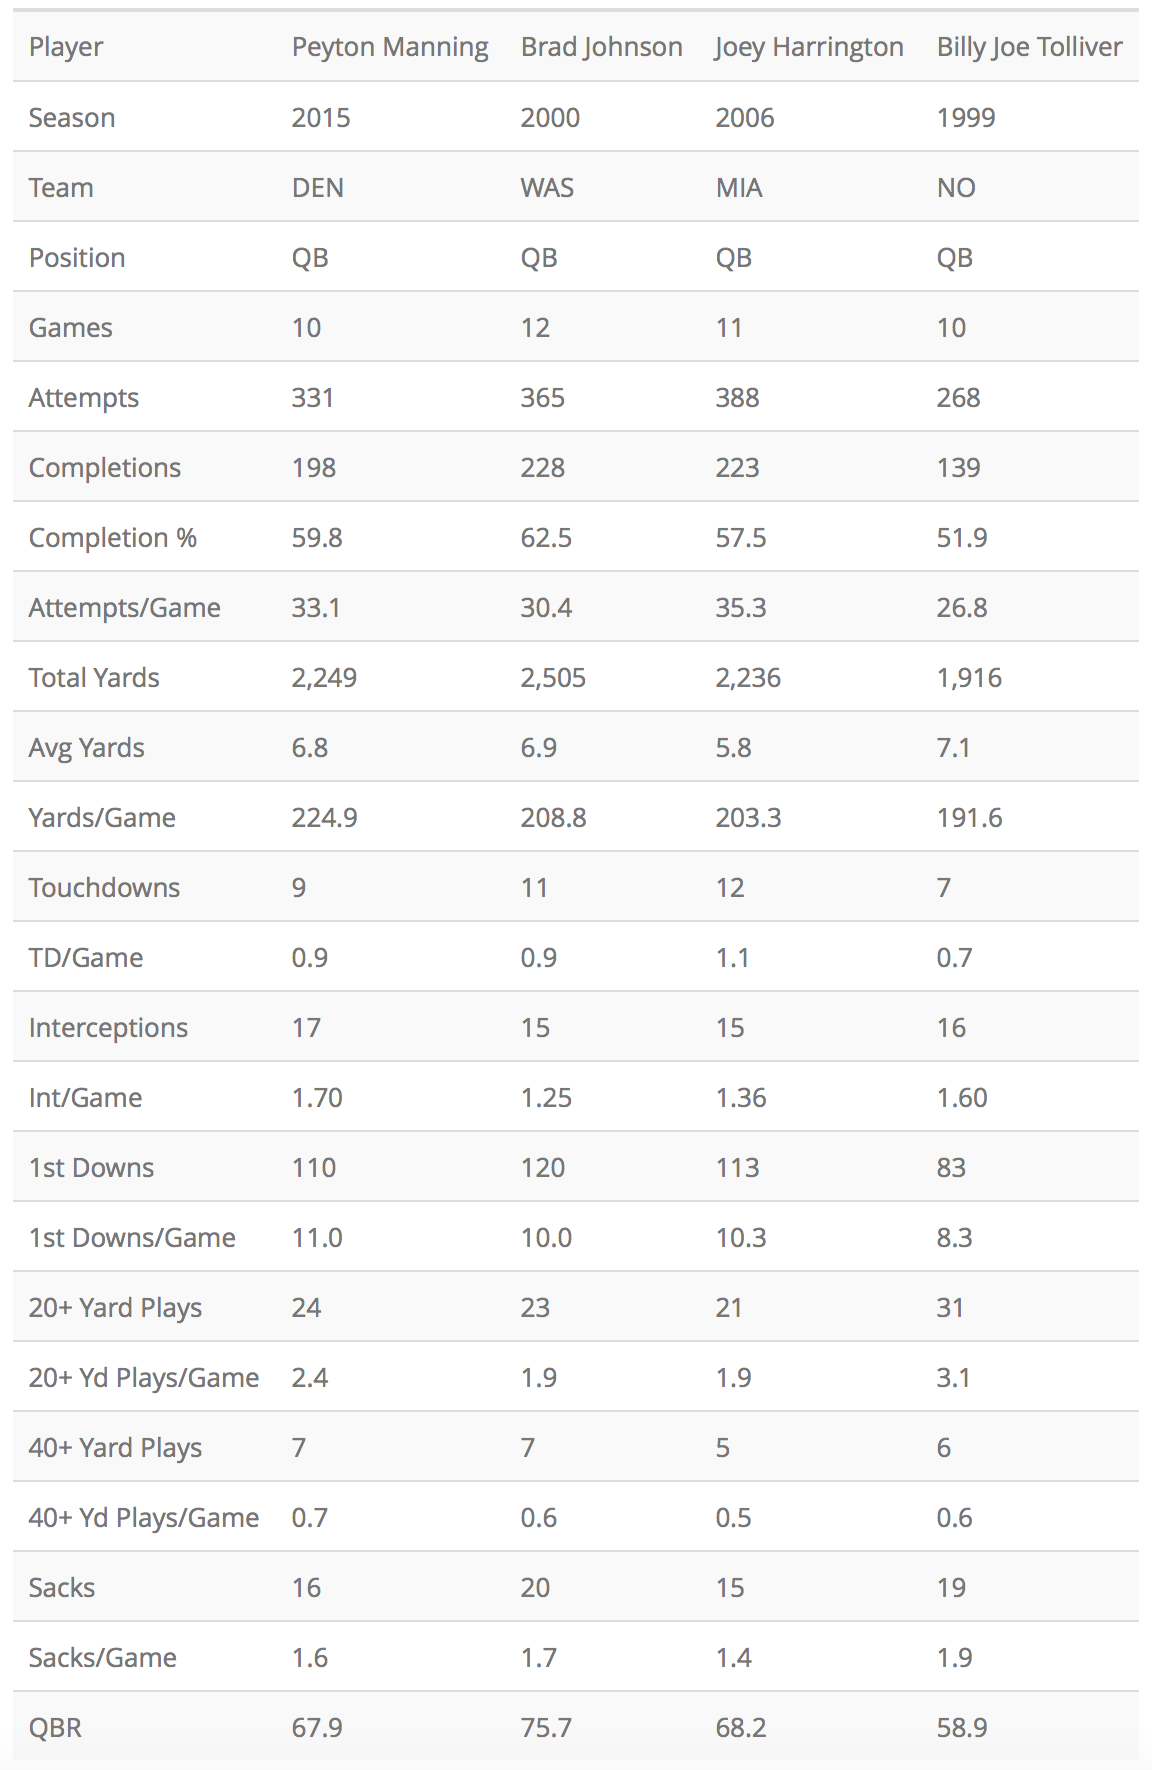 Player Peyton Manning Brad Johnson Joey Harrington Billy Joe Tolliver
Season 2015 2000 2006 1999
Team DEN WAS MIA NO
Position QB QB QB QB
Games 10 12 11 10
Attempts 331 365 388 268
Completions 198 228 223 139
Completion % 59.8 62.5 57.5 51.9
Attempts/Game 33.1 30.4 35.3 26.8
Total Yards 2,249 2,505 2,236 1,916
Avg Yards 6.8 6.9 5.8 7.1
Yards/Game 224.9 208.8 203.3 191.6
Touchdowns 9 11 12 7
TD/Game 0.9 0.9 1.1 0.7
Interceptions 17 15 15 16
Int/Game 1.70 1.25 1.36 1.60
1st Downs 110 120 113 83
1st Downs/Game 11.0 10.0 10.3 8.3
20+ Yard Plays 24 23 21 31
20+ Yd Plays/Game 2.4 1.9 1.9 3.1
40+ Yard Plays 7 7 5 6
40+ Yd Plays/Game 0.7 0.6 0.5 0.6
Sacks 16 20 15 19
Sacks/Game 1.6 1.7 1.4 1.9
QBR 67.9 75.7 68.2 58.9